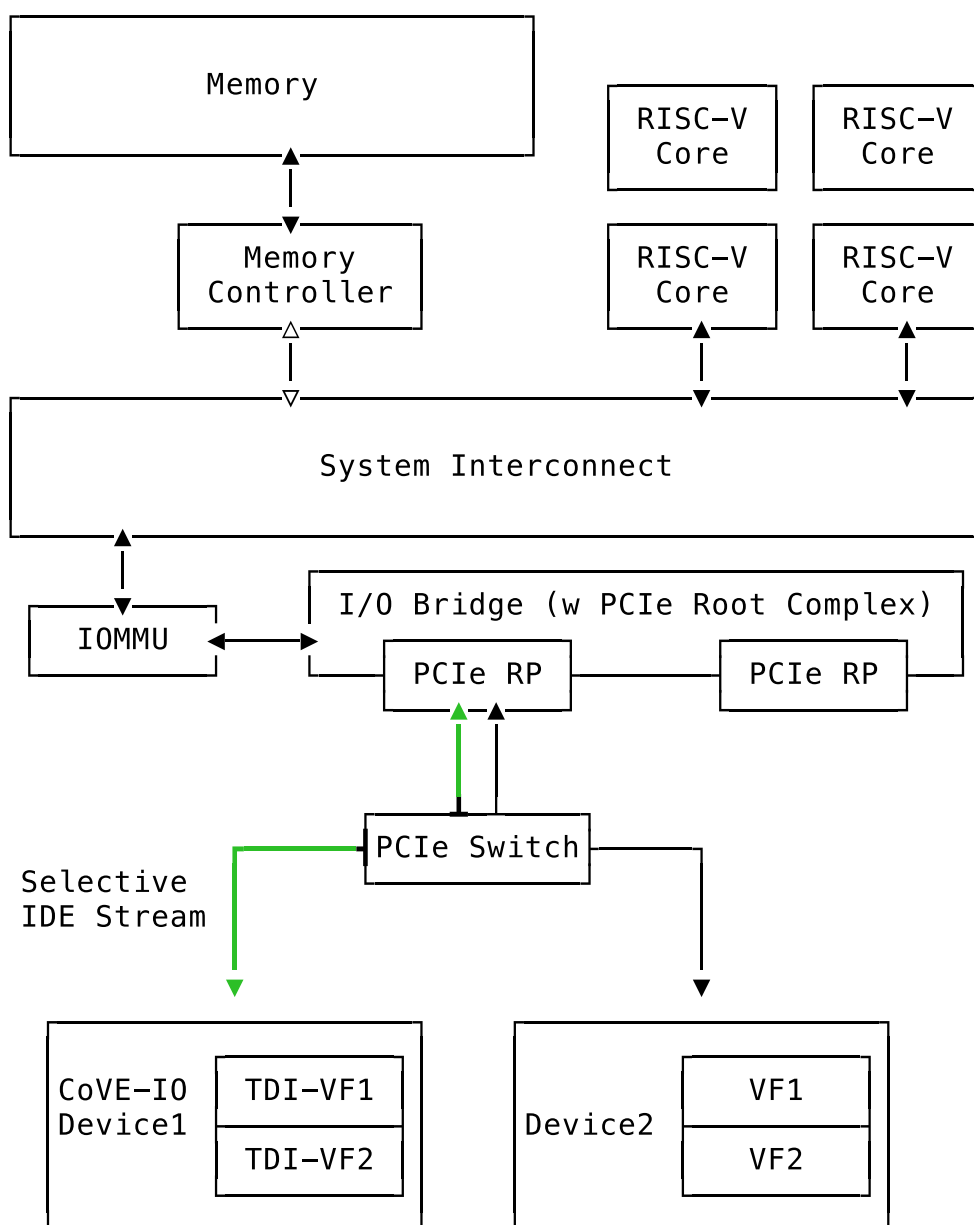 Memory
RISC-V
Core
RISC-V
Core
Memory
Controller
RISC-V
Core
RISC-V
Core
System Interconnect
I/O Bridge (w PCIe Root Complex)
IOMMU
PCIe RP
PCIe RP
PCIe Switch
Selective
IDE Stream
CoVE-IO
Device1
TDI-VF1
TDI-VF2
Device2
VF1
VF2